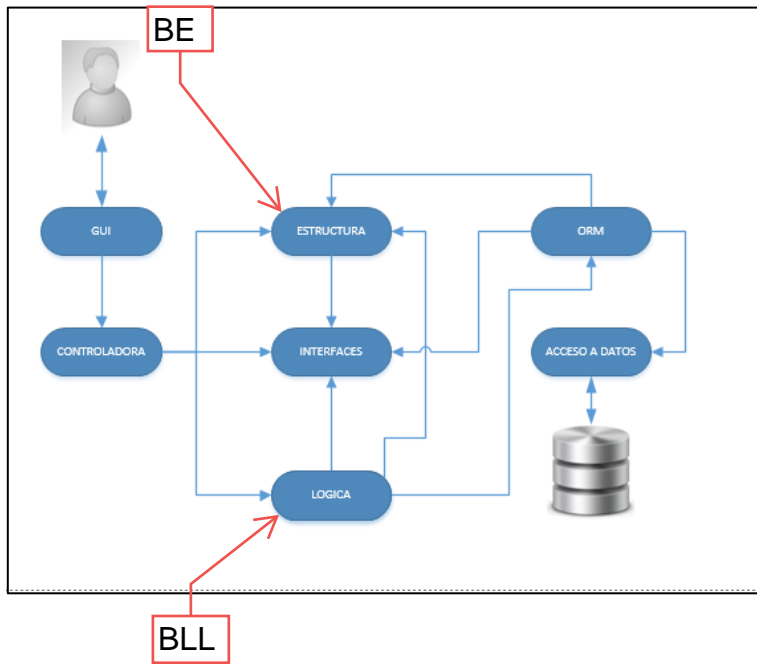 BE
GUI
ESTRUCTURA
ORM
CONTROLADORA
INTERFACES
ACCESO A DATOS
LOGICA
BLL